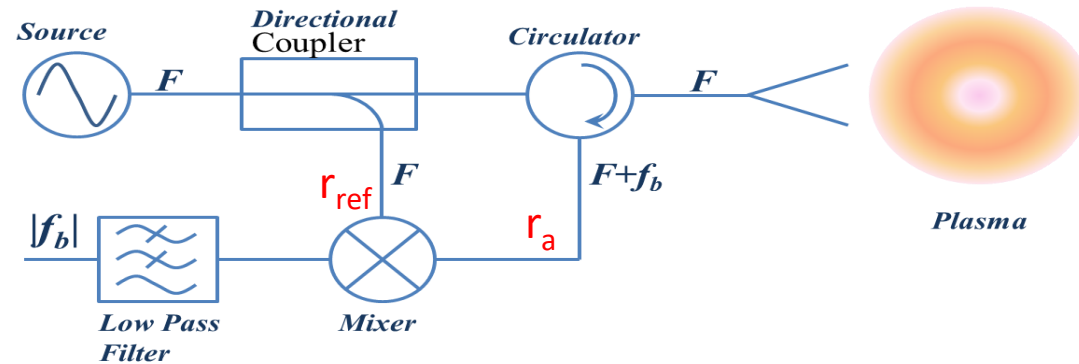 Source
Directional
Coupler
Circulator
F
F
F
F+f_b
r_ref
r_a
|f_b|
Plasma
Low Pass
Filter
Mixer